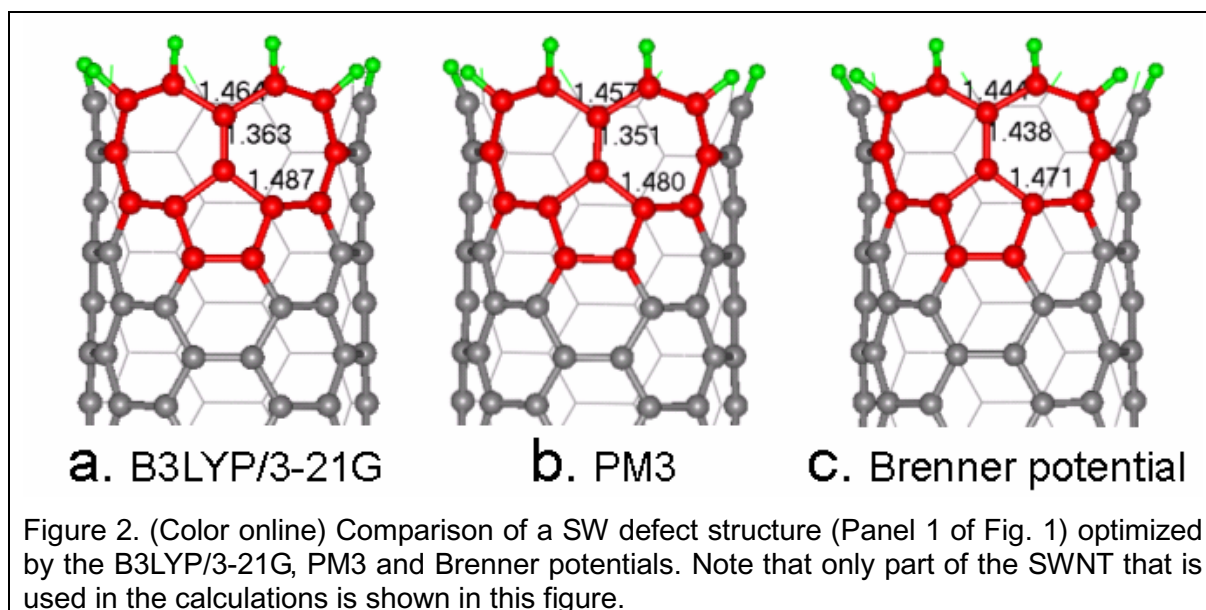 1.464
1.457
1.444
1.363
1.351
1.438
1.487
1.480
1.471
a. B3LYP/3-21G
b. PM3
c. Brenner potential
Figure 2. (Color online) Comparison of a SW defect structure (Panel 1 of Fig. 1) optimized
by the B3LYP/3-21G, PM3 and Brenner potentials. Note that only part of the SWNT that is
used in the calculations is shown in this figure.